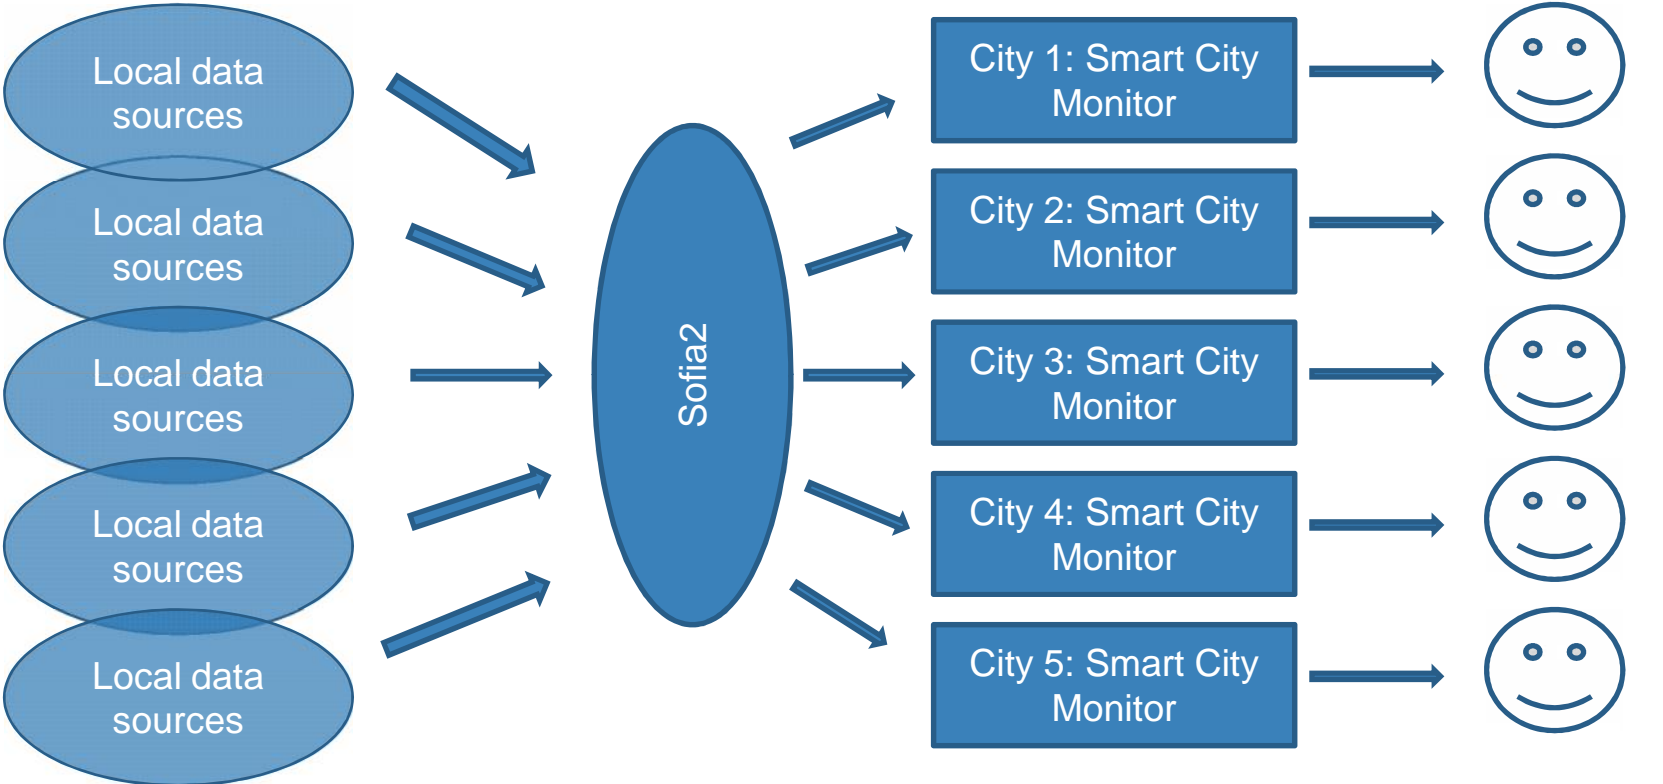 Local data
sources
Local data
sources
Local data
sources
Local data
sources
Local data
sources
Sofia2
City 1: Smart City
Monitor
City 2: Smart City
Monitor
City 3: Smart City
Monitor
City 4: Smart City
Monitor
City 5: Smart City
Monitor